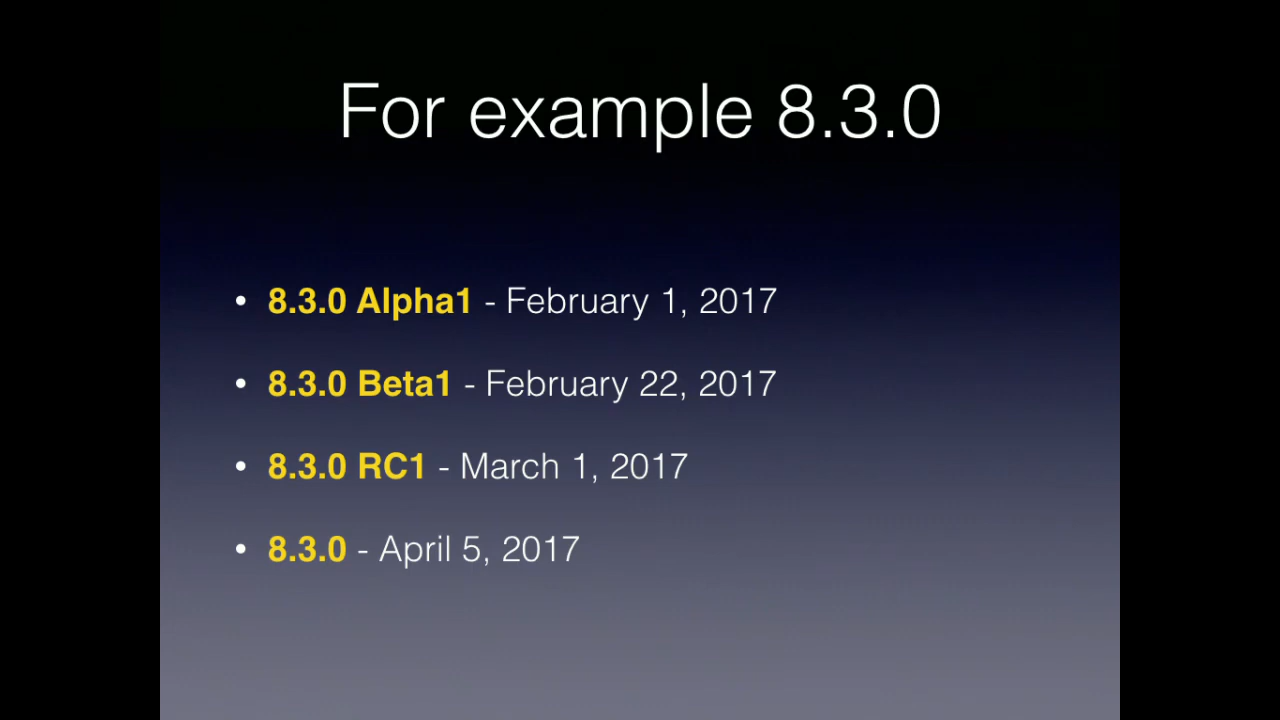 For example 8.3.0
• 8.3.0 Alpha1 - February 1, 2017
• 8.3.0 Beta1 - February 22, 2017
• 8.3.0 RC1 - March 1, 2017
• 8.3.0 - April 5, 2017